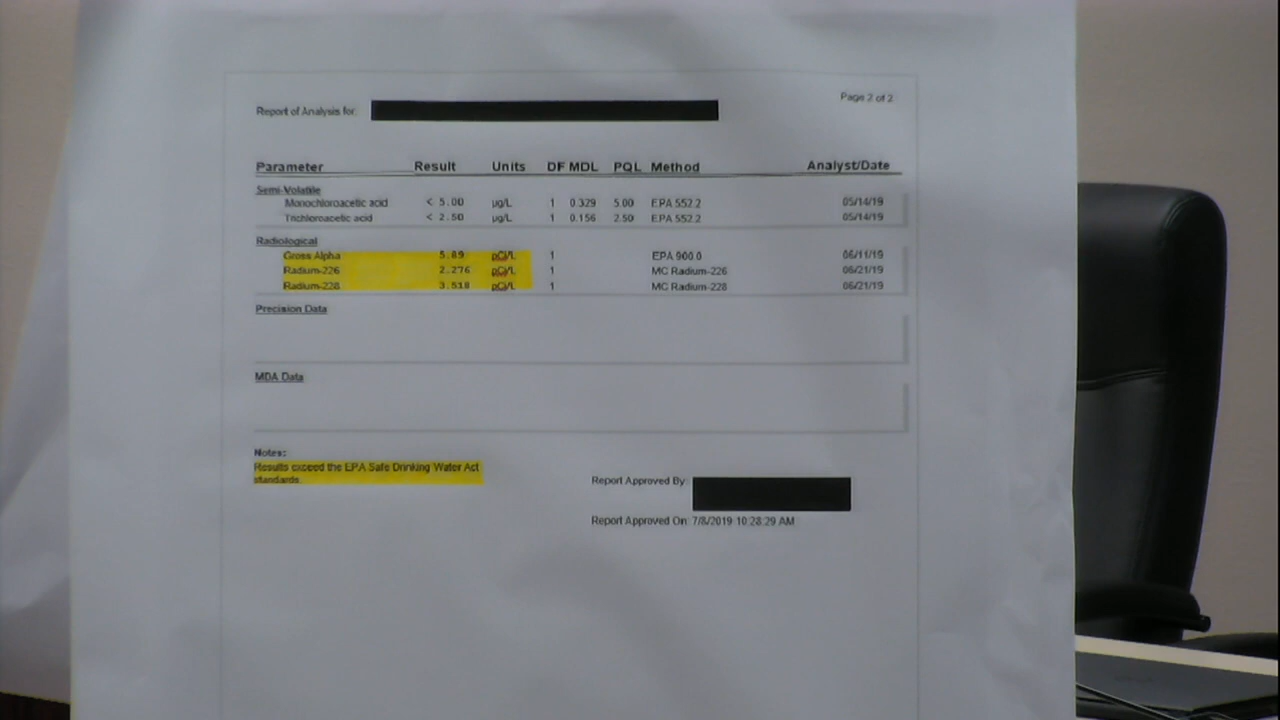 Page 2 of 2
Report of Analysis for:
Parameter Result Units DF MDL PQL Method Analyst/Date
Semi-Volatile
Monochloroacetic acid < 5.00 µg/L 1 0.329 5.00 EPA 552.2 05/14/19
Trichloroacetic acid < 2.50 µg/L 1 0.156 2.50 EPA 552.2 05/14/19
Radiological
Gross Alpha 5.89 pCi/L 1 EPA 900.0 06/11/19
Radium-226 2.276 pCi/L 1 MC Radium-226 06/21/19
Radium-228 3.518 pCi/L 1 MC Radium-228 06/21/19
Precision Data
MDA Data
Notes:
Results exceed the EPA Safe Drinking Water Act
standards.
Report Approved By:
Report Approved On: 7/8/2019 10:28:29 AM